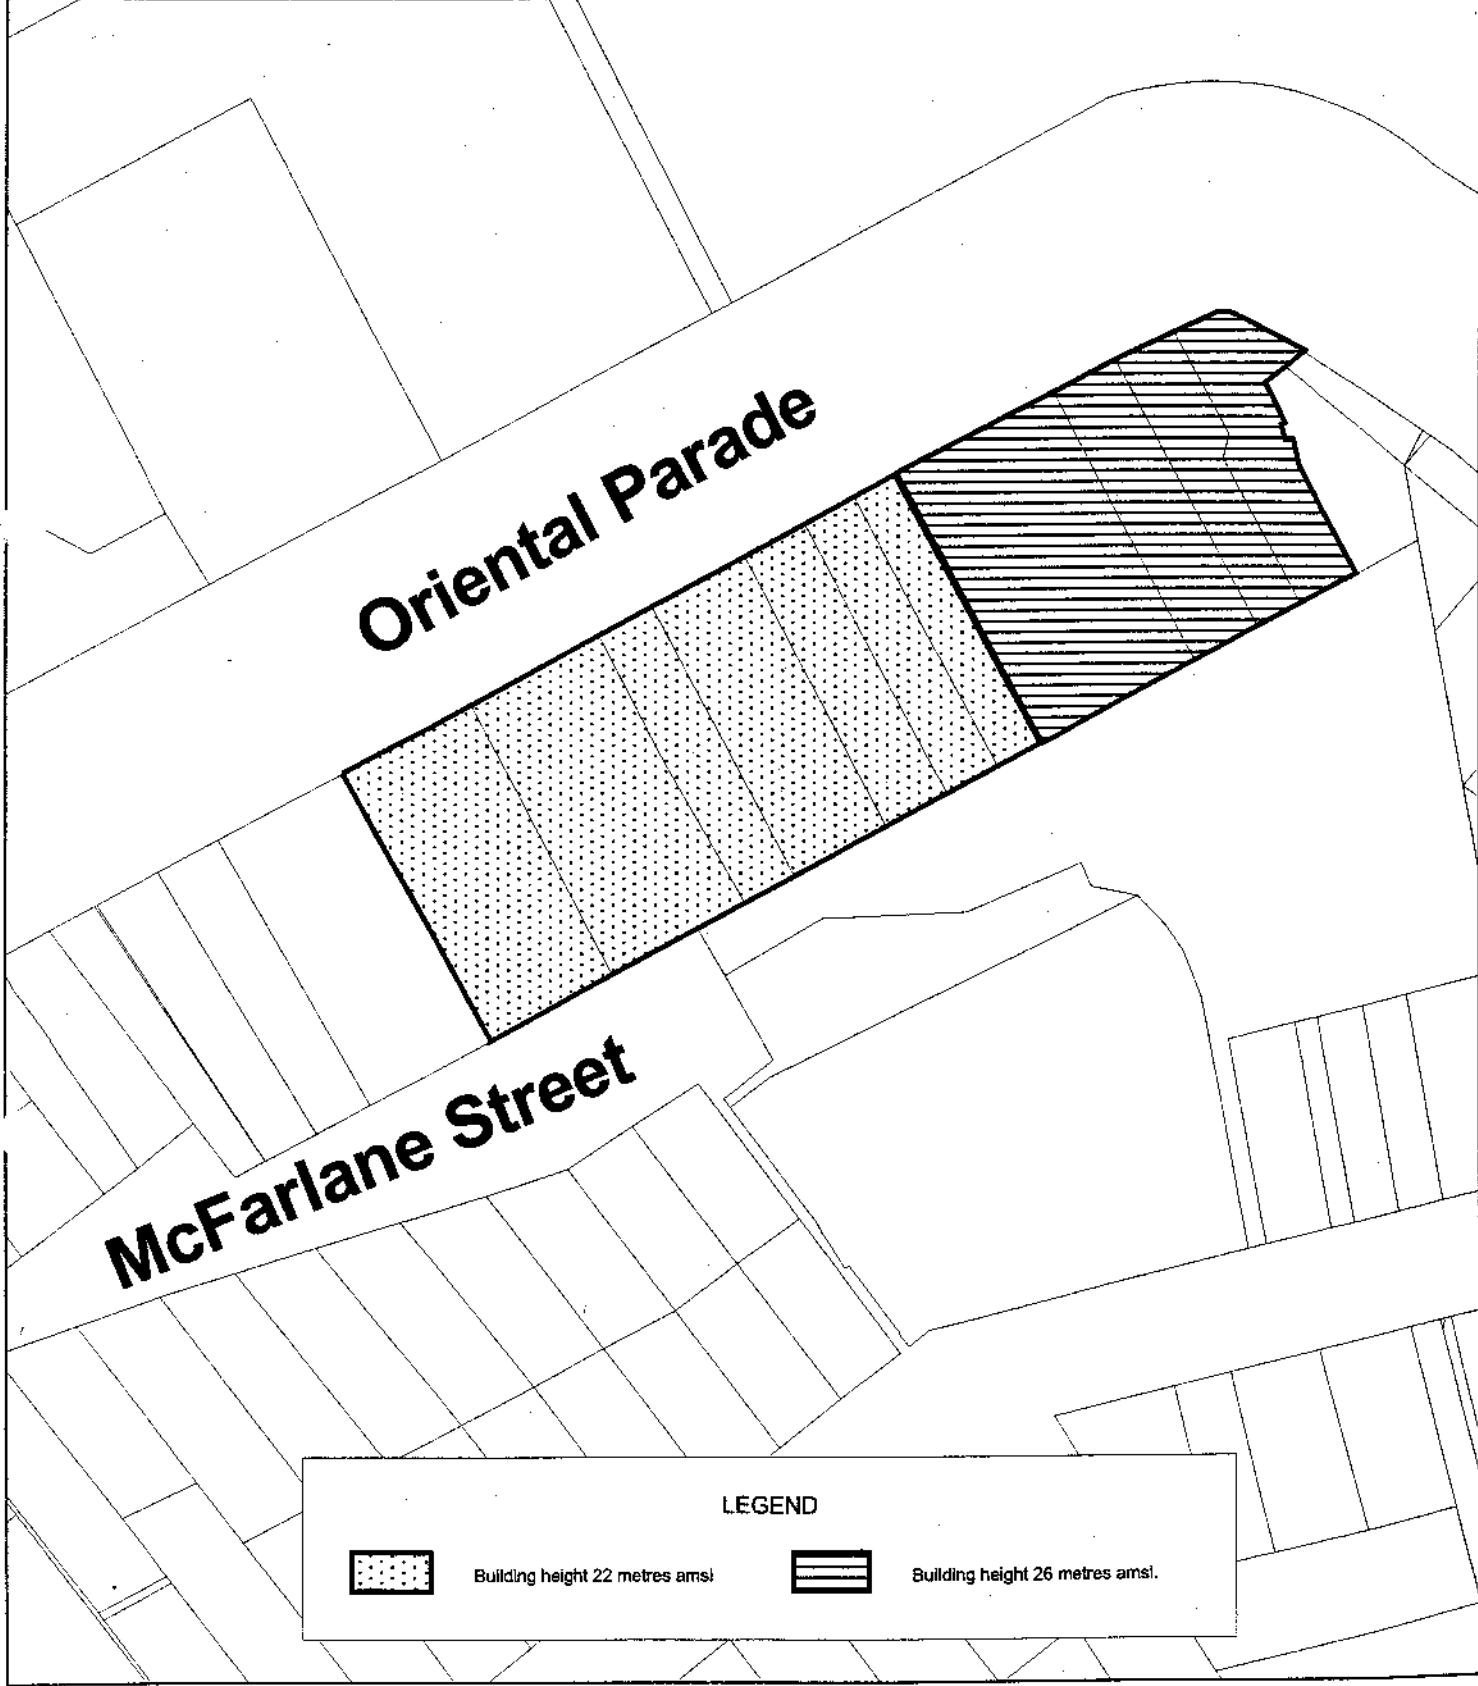 Oriental Parade
McFarlane Street
LEGEND
Building height 22 metres amsl
Building height 26 metres amsl.